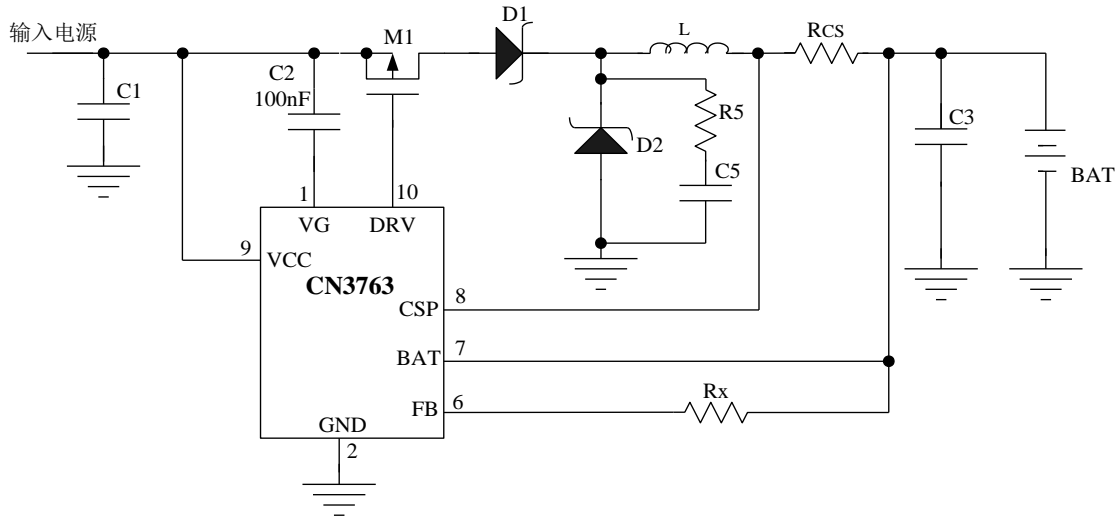 输入电源
D1
M1
L
RCS
C1
C2
100nF
R5
D2
C5
C3
BAT
1
10
VG
DRV
9
VCC
CN3763
CSP
8
BAT
7
FB
6
Rx
GND
2